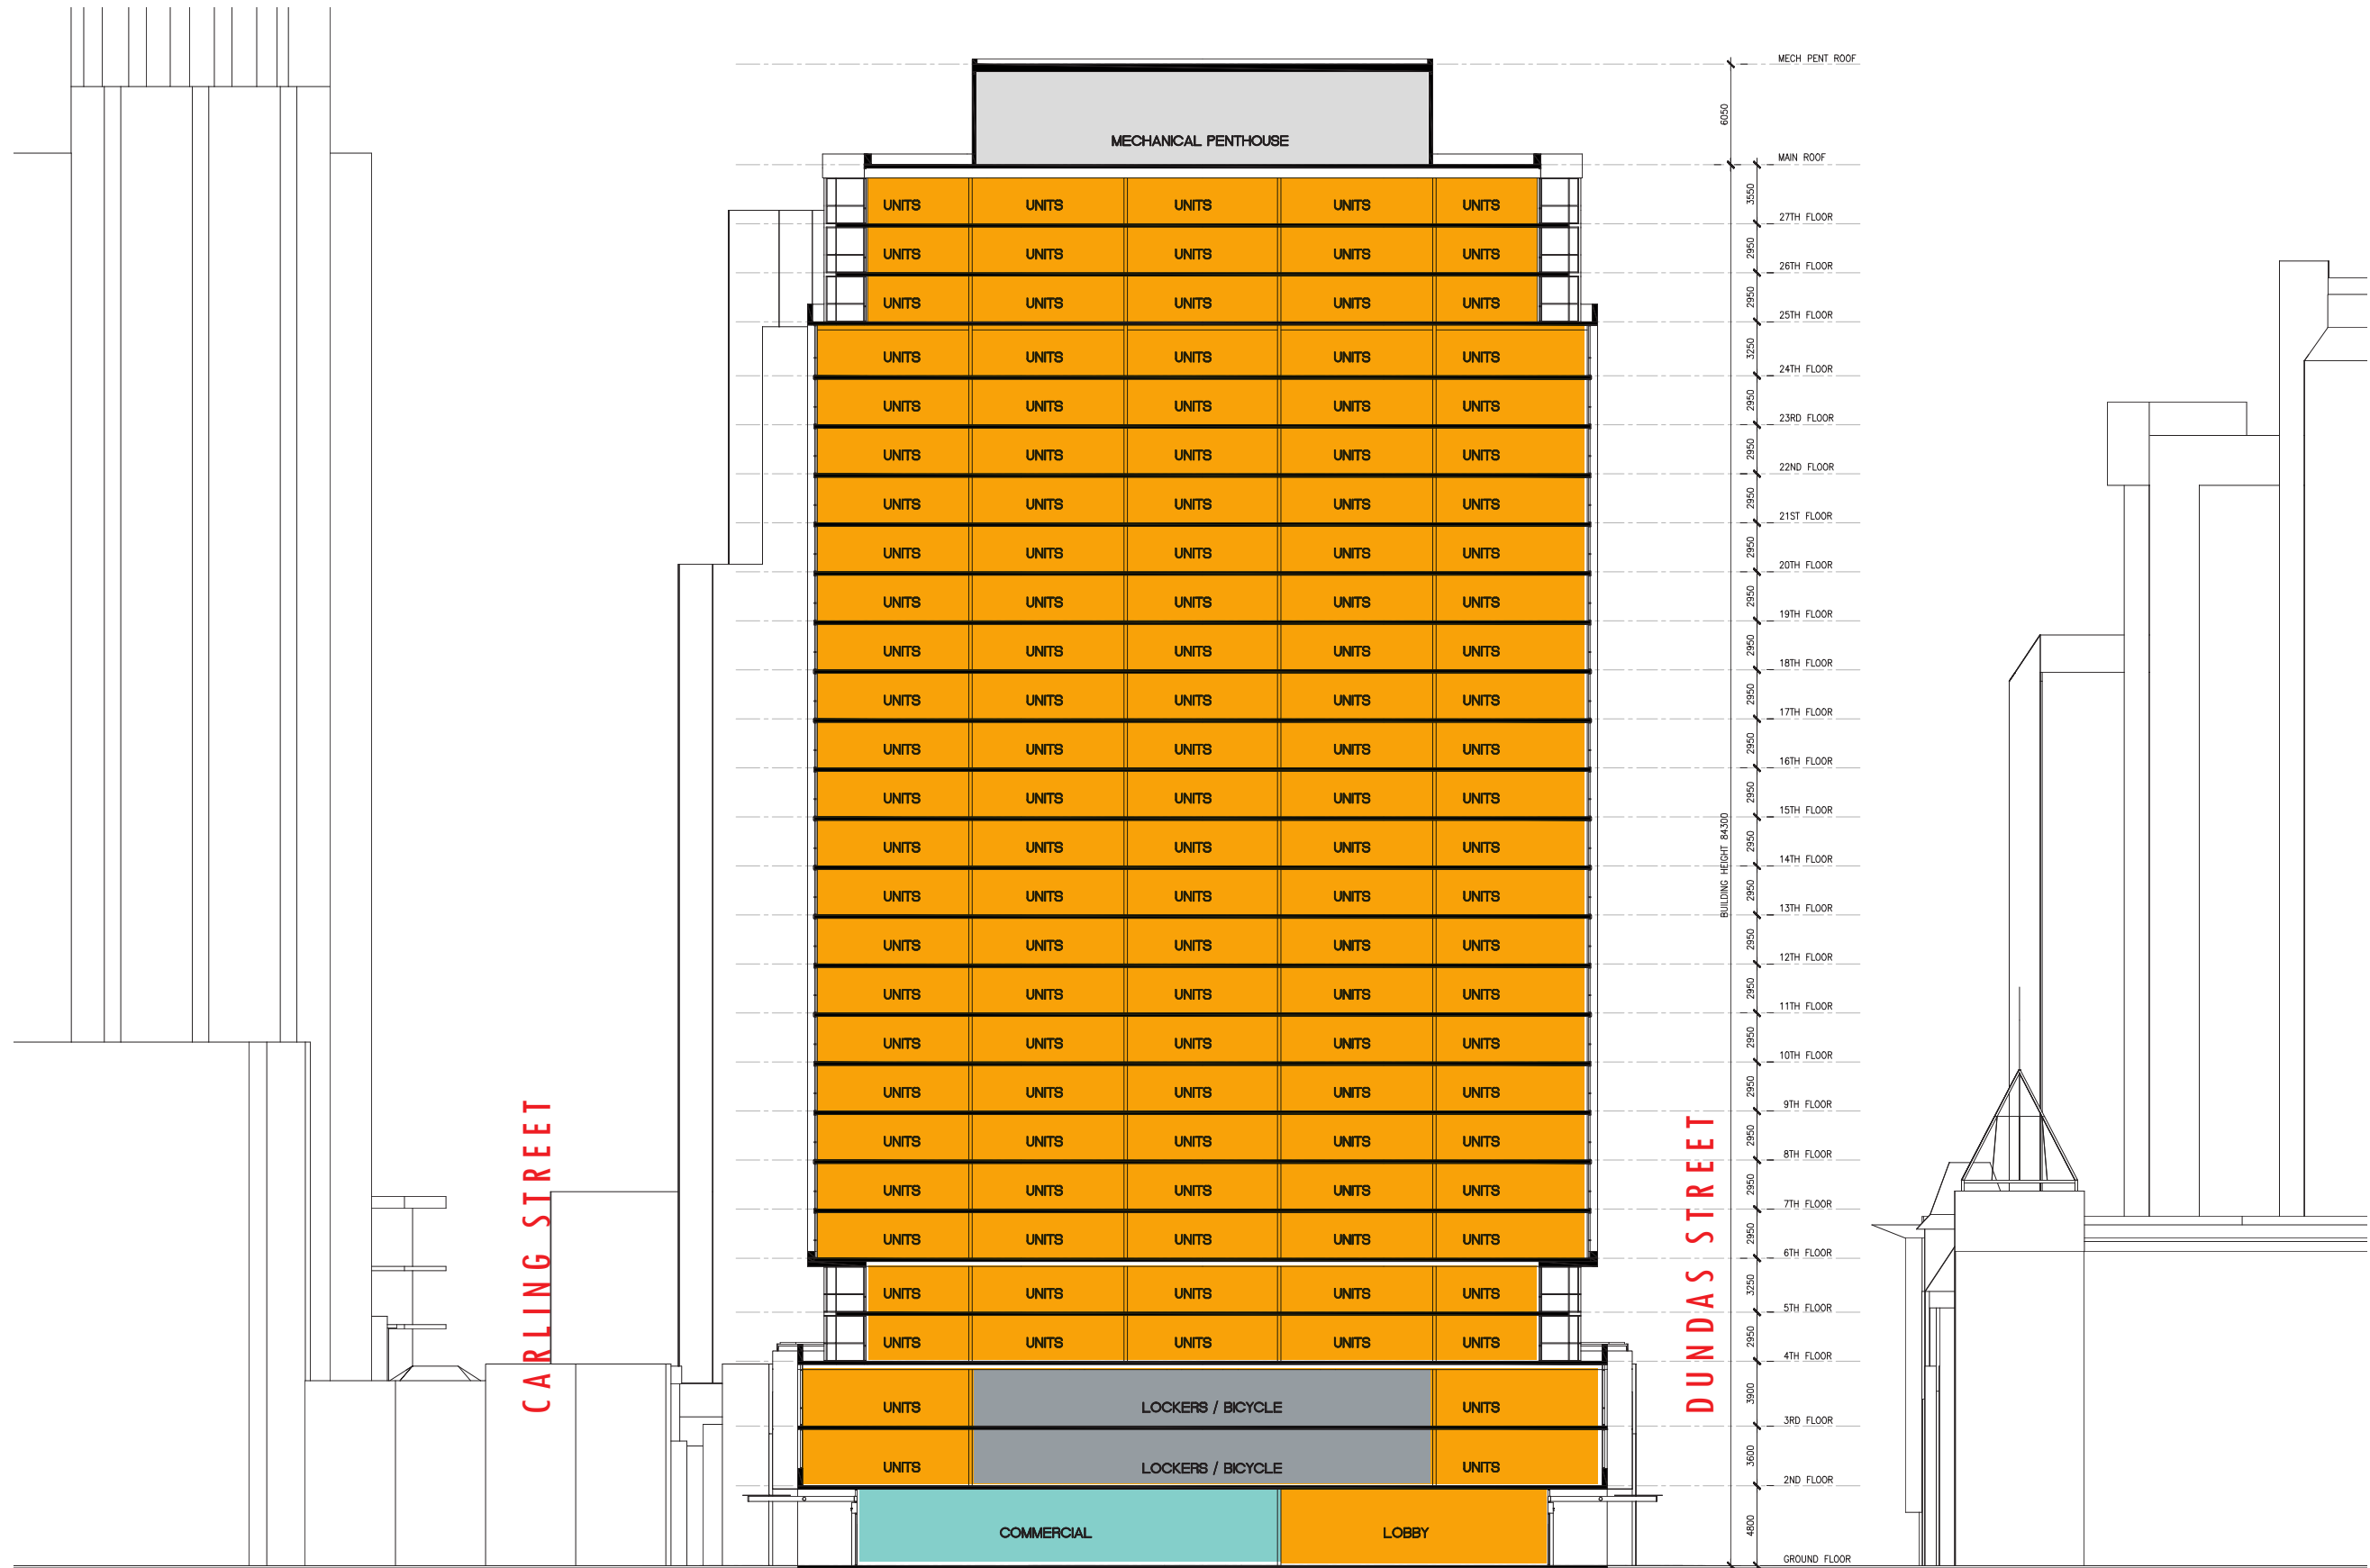 MECH PENT ROOF
6050
MECHANICAL PENTHOUSE
MAIN ROOF
3550
UNITS UNITS UNITS UNITS UNITS
27TH FLOOR
2950
UNITS UNITS UNITS UNITS UNITS
26TH FLOOR
2950
UNITS UNITS UNITS UNITS UNITS
25TH FLOOR
3250
UNITS UNITS UNITS UNITS UNITS
24TH FLOOR
2950
UNITS UNITS UNITS UNITS UNITS
23RD FLOOR
2950
UNITS UNITS UNITS UNITS UNITS
22ND FLOOR
2950
UNITS UNITS UNITS UNITS UNITS
21ST FLOOR
2950
UNITS UNITS UNITS UNITS UNITS
20TH FLOOR
2950
UNITS UNITS UNITS UNITS UNITS
19TH FLOOR
2950
UNITS UNITS UNITS UNITS UNITS
18TH FLOOR
2950
UNITS UNITS UNITS UNITS UNITS
17TH FLOOR
2950
UNITS UNITS UNITS UNITS UNITS
16TH FLOOR
2950
UNITS UNITS UNITS UNITS UNITS
15TH FLOOR
2950
UNITS UNITS UNITS UNITS UNITS
14TH FLOOR
BUILDING HEIGHT 84300
2950
UNITS UNITS UNITS UNITS UNITS
13TH FLOOR
2950
UNITS UNITS UNITS UNITS UNITS
12TH FLOOR
2950
UNITS UNITS UNITS UNITS UNITS
11TH FLOOR
2950
UNITS UNITS UNITS UNITS UNITS
10TH FLOOR
2950
UNITS UNITS UNITS UNITS UNITS
9TH FLOOR
2950
UNITS UNITS UNITS UNITS UNITS
8TH FLOOR
2950
UNITS UNITS UNITS UNITS UNITS
7TH FLOOR
2950
UNITS UNITS UNITS UNITS UNITS
6TH FLOOR
3250
UNITS UNITS UNITS UNITS UNITS
5TH FLOOR
2950
UNITS UNITS UNITS UNITS UNITS
4TH FLOOR
CARLING STREET
DUNDAS STREET
3900
UNITS LOCKERS / BICYCLE UNITS
3RD FLOOR
3600
UNITS LOCKERS / BICYCLE UNITS
2ND FLOOR
4800
COMMERCIAL LOBBY
GROUND FLOOR